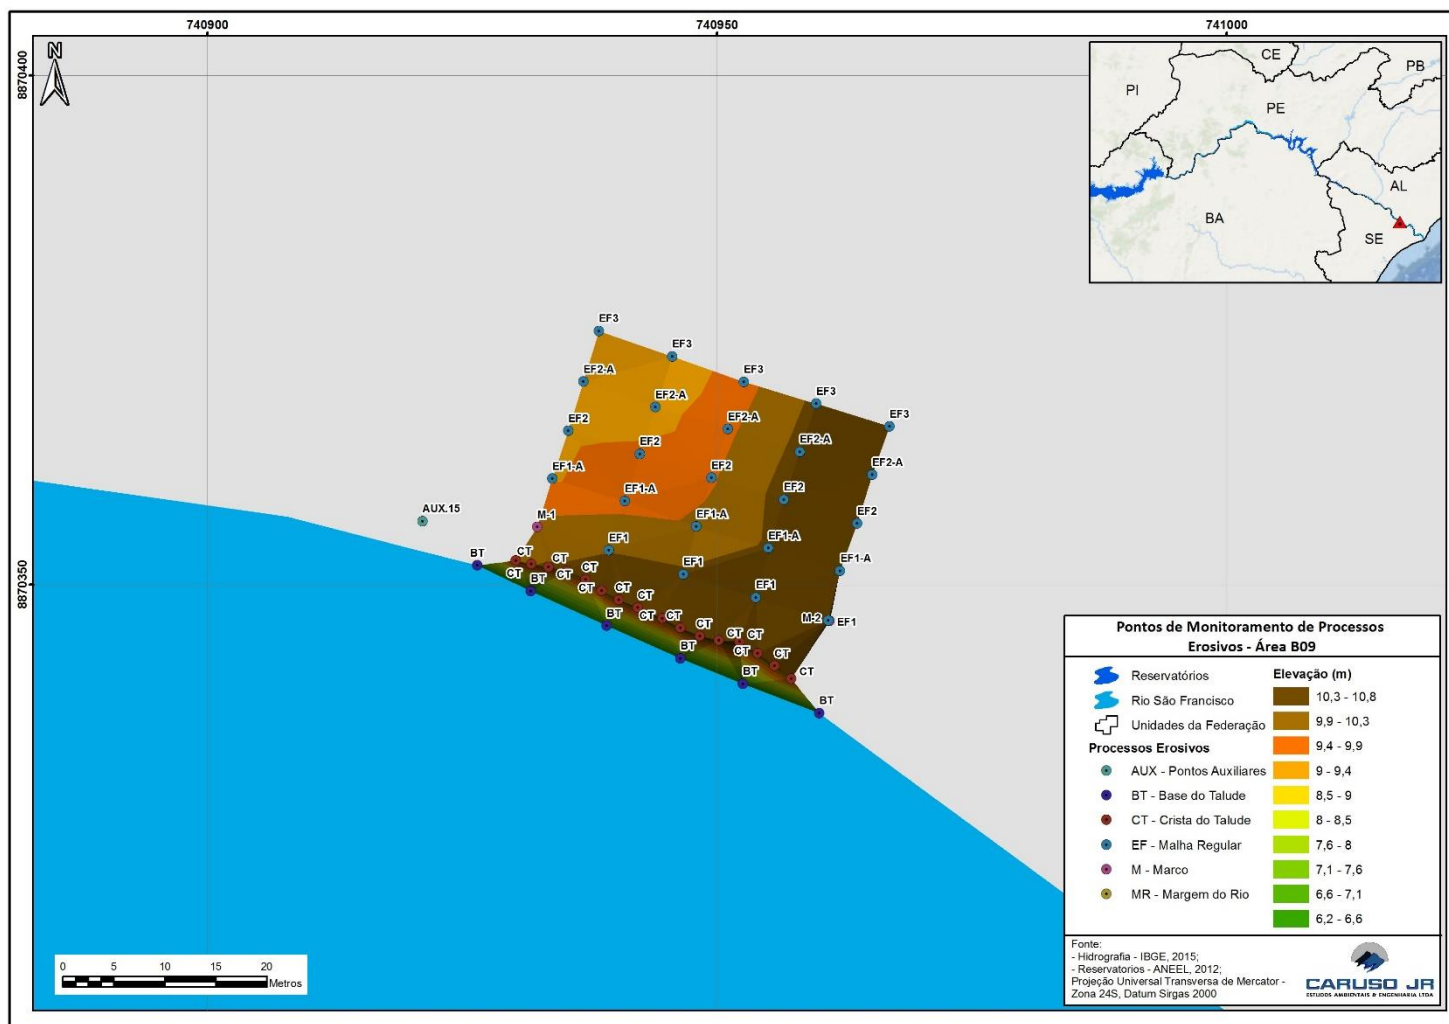 740900
740950
741000
8870400
N
CE
PB
PI
PE
AL
BA
SE
EF3
EF3
EF3
EF3
EF3
EF2-A
EF2-A
EF2-A
EF2-A
EF2-A
EF2
EF2
EF2
EF2
EF2
EF1-A
EF1-A
EF1-A
EF1-A
EF1-A
AUX.15
M-1
EF1
EF1
EF1
M-2
EF1
8870350
BT
CT
CT
CT
CT
CT
CT
BT
CT
CT
CT
CT
CT
BT
CT
CT
CT
CT
CT
BT
CT
BT
CT
BT
0
5
10
15
20
Metros
Pontos de Monitoramento de Processos
Erosivos - Área B09
Reservatórios
Rio São Francisco
Unidades da Federação
Processos Erosivos
AUX - Pontos Auxiliares
BT - Base do Talude
CT - Crista do Talude
EF - Malha Regular
M - Marco
MR - Margem do Rio
Elevação (m)
10,3 - 10,8
9,9 - 10,3
9,4 - 9,9
9 - 9,4
8,5 - 9
8 - 8,5
7,6 - 8
7,1 - 7,6
6,6 - 7,1
6,2 - 6,6
Fonte:
- Hidrografia - IBGE, 2015;
- Reservatorios - ANEEL, 2012;
Projeção Universal Transversa de Mercator -
Zona 24S, Datum Sirgas 2000
CARUSO JR
ESTUDOS AMBIENTAIS & ENGENHARIA LTDA